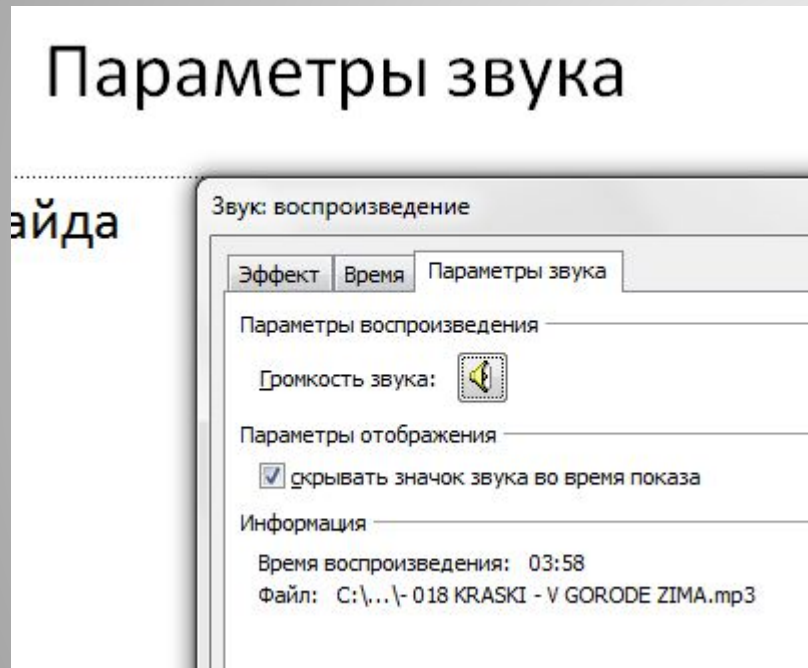 Параметры звука
айда
Звук: воспроизведение
Эффект Время Параметры звука
Параметры воспроизведения
Громкость звука:
Параметры отображения
скрывать значок звука во время показа
Информация
Время воспроизведения: 03:58
Файл: C:\...\- 018 KRASKI - V GORODE ZIMA.mp3